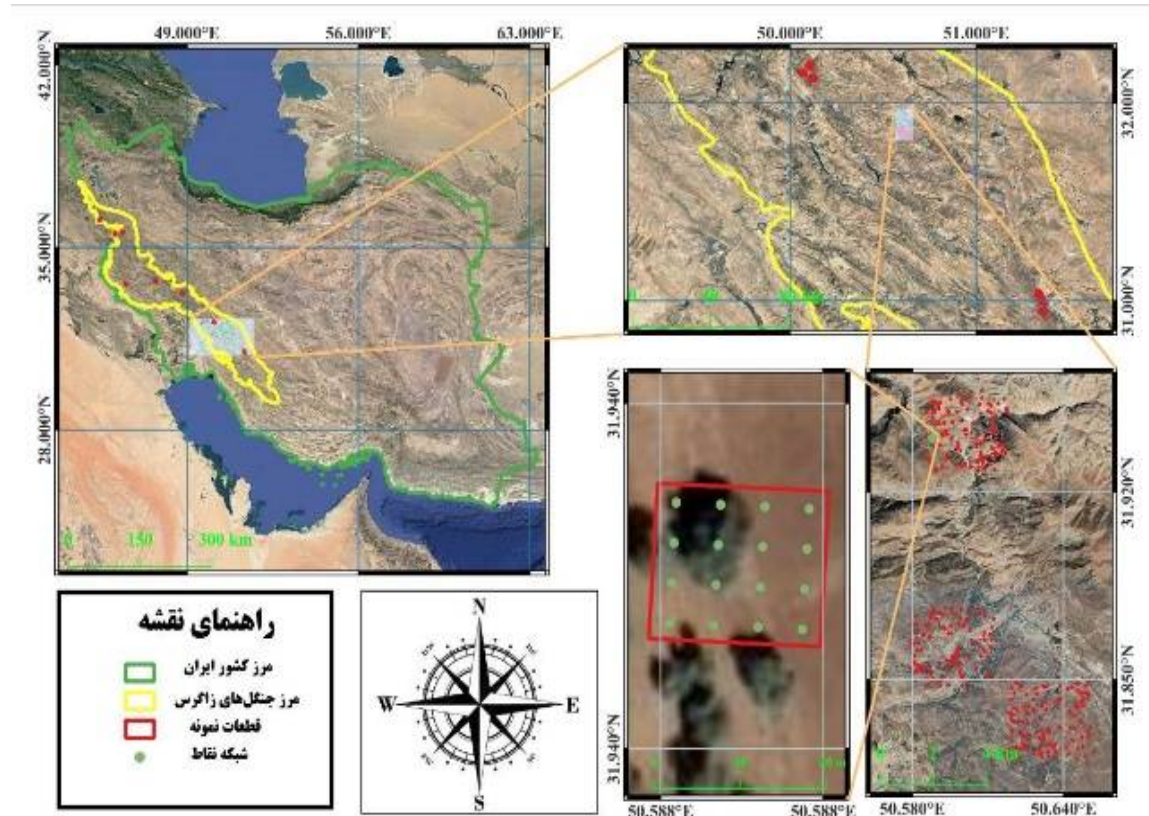 49.000°E 56.000°E 63.000°E
42.000°N
35.000°N
28.000°N
0 150 300 km
50.000°E 51.000°E
32.000°N
31.000°N
راهنمای نقشه
مرز کشور ایران
مرز جنگل‌های زاگرس
قطعات نمونه
شبکه نقاط
N
W E
S
31.940°N
31.940°N
50.588°E 50.588°E
31.920°N
31.850°N
50.580°E 50.640°E